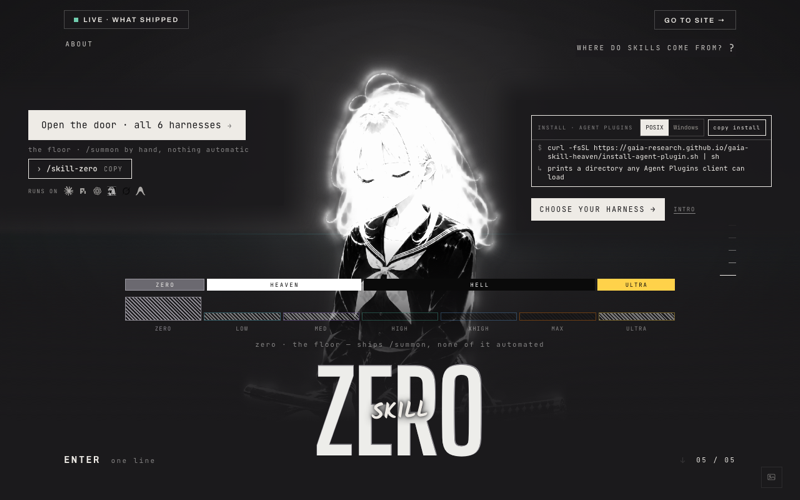 LIVE · WHAT SHIPPED
GO TO SITE →
ABOUT
WHERE DO SKILLS COME FROM? ?
Open the door · all 6 harnesses →
the floor · /summon by hand, nothing automatic
› /skill-zero COPY
RUNS ON
INSTALL · AGENT PLUGINS POSIX Windows copy install
$ curl -fsSL https://gaia-research.github.io/gaia-
skill-heaven/install-agent-plugin.sh | sh
↳ prints a directory any Agent Plugins client can
load
CHOOSE YOUR HARNESS → INTRO
ZERO HEAVEN HELL ULTRA
ZERO LOW MED HIGH XHIGH MAX ULTRA
zero · the floor — ships /summon, none of it automated
ZERO
SKILL
ENTER one line
05 / 05